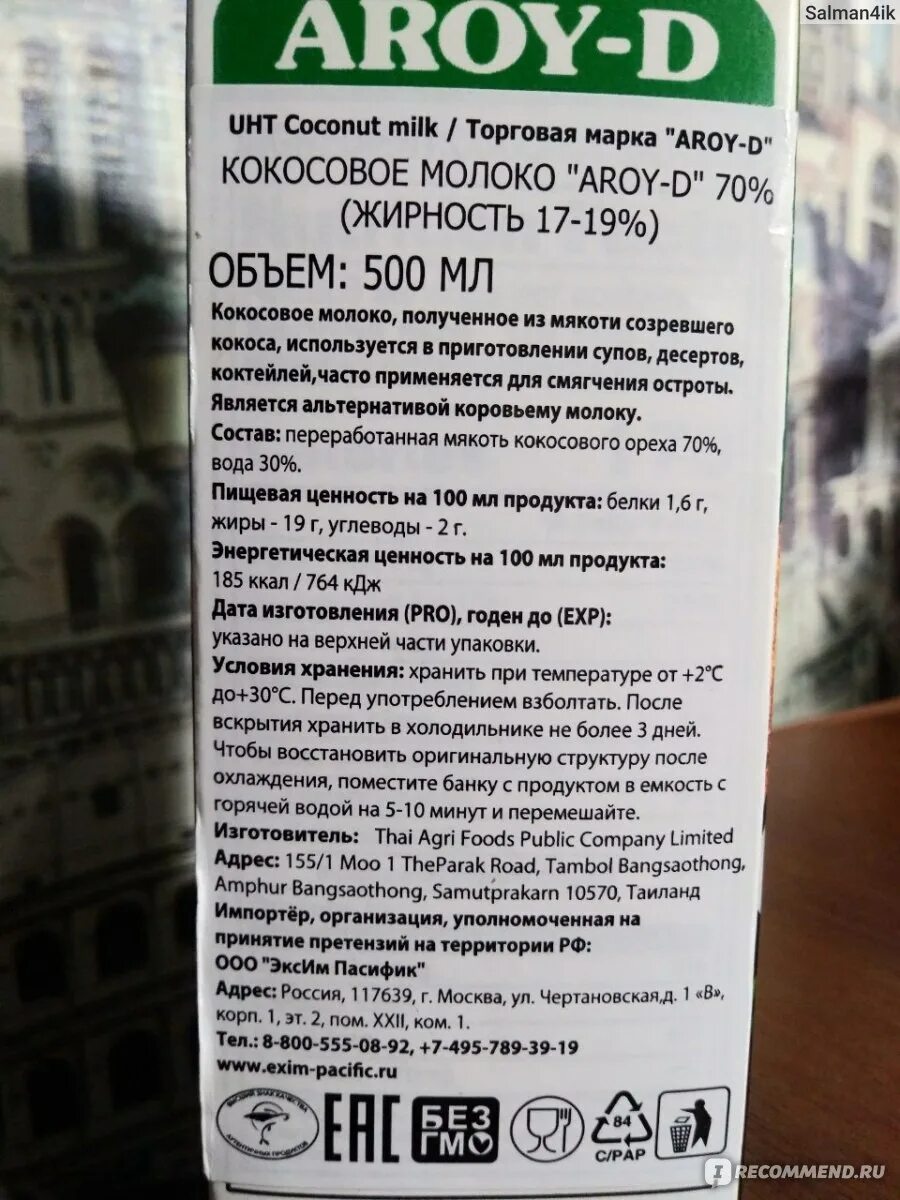 Salman4ik
AROY-D
UHT Coconut milk / Торговая марка "AROY-D"
КОКОСОВОЕ МОЛОКО "AROY-D" 70%
(ЖИРНОСТЬ 17-19%)
ОБЪЕМ: 500 МЛ
Кокосовое молоко, полученное из мякоти созревшего
кокоса, используется в приготовлении супов, десертов,
коктейлей,часто применяется для смягчения остроты.
Является альтернативой коровьему молоку.
Состав: переработанная мякоть кокосового ореха 70%,
вода 30%.
Пищевая ценность на 100 мл продукта: белки 1,6 г,
жиры - 19 г, углеводы - 2 г.
Энергетическая ценность на 100 мл продукта:
185 ккал / 764 кДж
Дата изготовления (PRO), годен до (EXP):
указано на верхней части упаковки.
Условия хранения: хранить при температуре от +2°С
до+30°С. Перед употреблением взболтать. После
вскрытия хранить в холодильнике не более 3 дней.
Чтобы восстановить оригинальную структуру после
охлаждения, поместите банку с продуктом в емкость с
горячей водой на 5-10 минут и перемешайте.
Изготовитель: Thai Agri Foods Public Company Limited
Адрес: 155/1 Moo 1 TheParak Road, Tambol Bangsaothong,
Amphur Bangsaothong, Samutprakarn 10570, Таиланд
Импортёр, организация, уполномоченная на
принятие претензий на территории РФ:
ООО "ЭксИм Пасифик"
Адрес: Россия, 117639, г. Москва, ул. Чертановская,д. 1 «В»,
корп. 1, эт. 2, пом. XXII, ком. 1.
Тел.: 8-800-555-08-92, +7-495-789-39-19
www.exim-pacific.ru
ВЫСШИЙ ЗНАК КАЧЕСТВА
АУТЕНТИЧНЫХ ПРОДУКТОВ
ЕАС
БЕЗ
ГМО
84
C/PAP
IRECOMMEND.RU